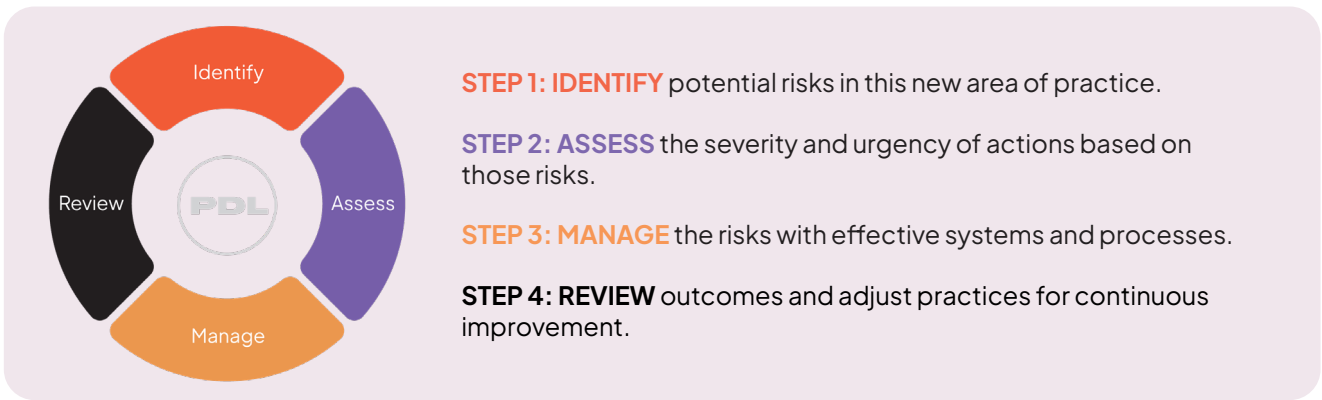 Identify
Review
PDL
Assess
Manage
STEP 1: IDENTIFY potential risks in this new area of practice.
STEP 2: ASSESS the severity and urgency of actions based on
those risks.
STEP 3: MANAGE the risks with effective systems and processes.
STEP 4: REVIEW outcomes and adjust practices for continuous
improvement.